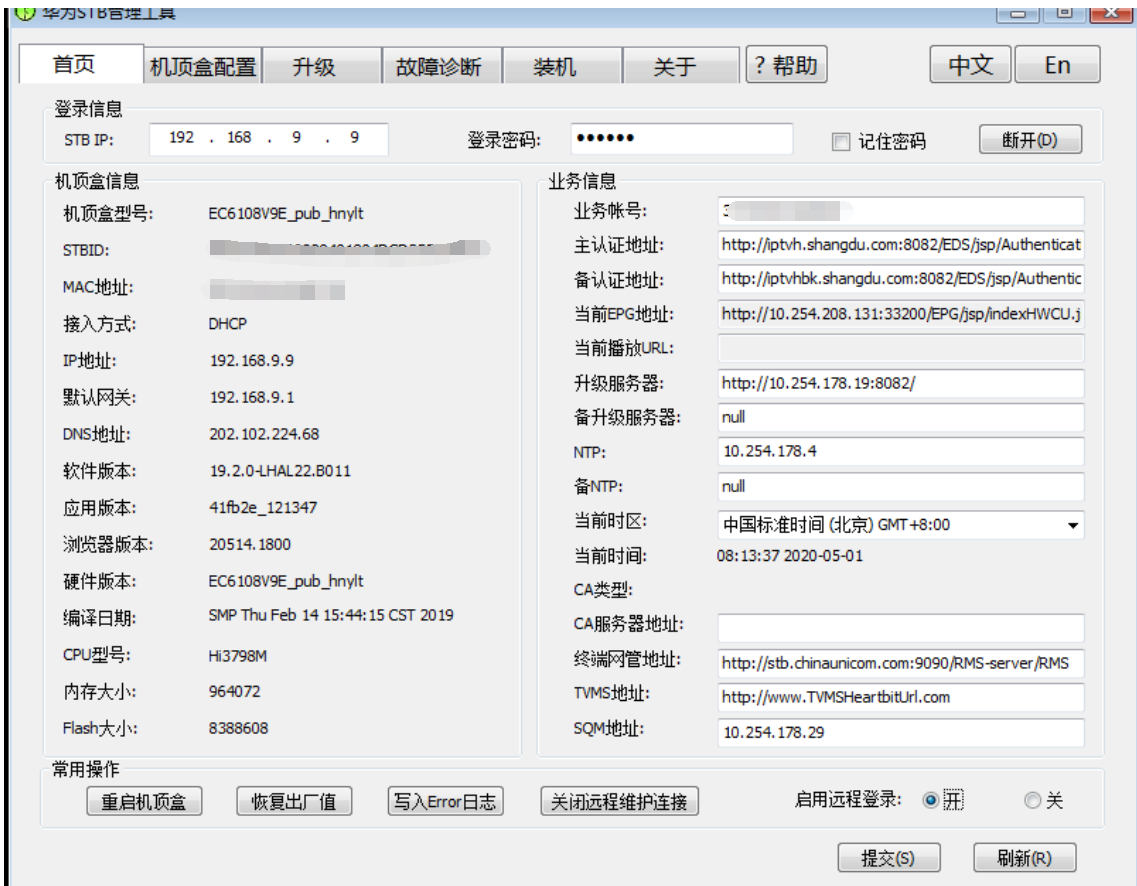 华为STB管理工具
首页 机顶盒配置 升级 故障诊断 装机 关于 ? 帮助 中文 En
登录信息
STB IP: 192 . 168 . 9 . 9 登录密码: ●●●●●● 记住密码 断开(D)
机顶盒信息
机顶盒型号: EC6108V9E_pub_hnylt
STBID:
MAC地址:
接入方式: DHCP
IP地址: 192.168.9.9
默认网关: 192.168.9.1
DNS地址: 202.102.224.68
软件版本: 19.2.0-LHAL22.B011
应用版本: 41fb2e_121347
浏览器版本: 20514.1800
硬件版本: EC6108V9E_pub_hnylt
编译日期: SMP Thu Feb 14 15:44:15 CST 2019
CPU型号: Hi3798M
内存大小: 964072
Flash大小: 8388608
业务信息
业务帐号:
主认证地址: http://iptvh.shangdu.com:8082/EDS/jsp/Authenticat
备认证地址: http://iptvhbk.shangdu.com:8082/EDS/jsp/Authentic
当前EPG地址: http://10.254.208.131:33200/EPG/jsp/indexHWCU.j
当前播放URL:
升级服务器: http://10.254.178.19:8082/
备升级服务器: null
NTP: 10.254.178.4
备NTP: null
当前时区: 中国标准时间 (北京) GMT+8:00
当前时间: 08:13:37 2020-05-01
CA类型:
CA服务器地址:
终端网管地址: http://stb.chinaunicom.com:9090/RMS-server/RMS
TVMS地址: http://www.TVMSHeartbitUrl.com
SQM地址: 10.254.178.29
常用操作
重启机顶盒 恢复出厂值 写入Error日志 关闭远程维护连接 启用远程登录: 开 关
提交(S) 刷新(R)